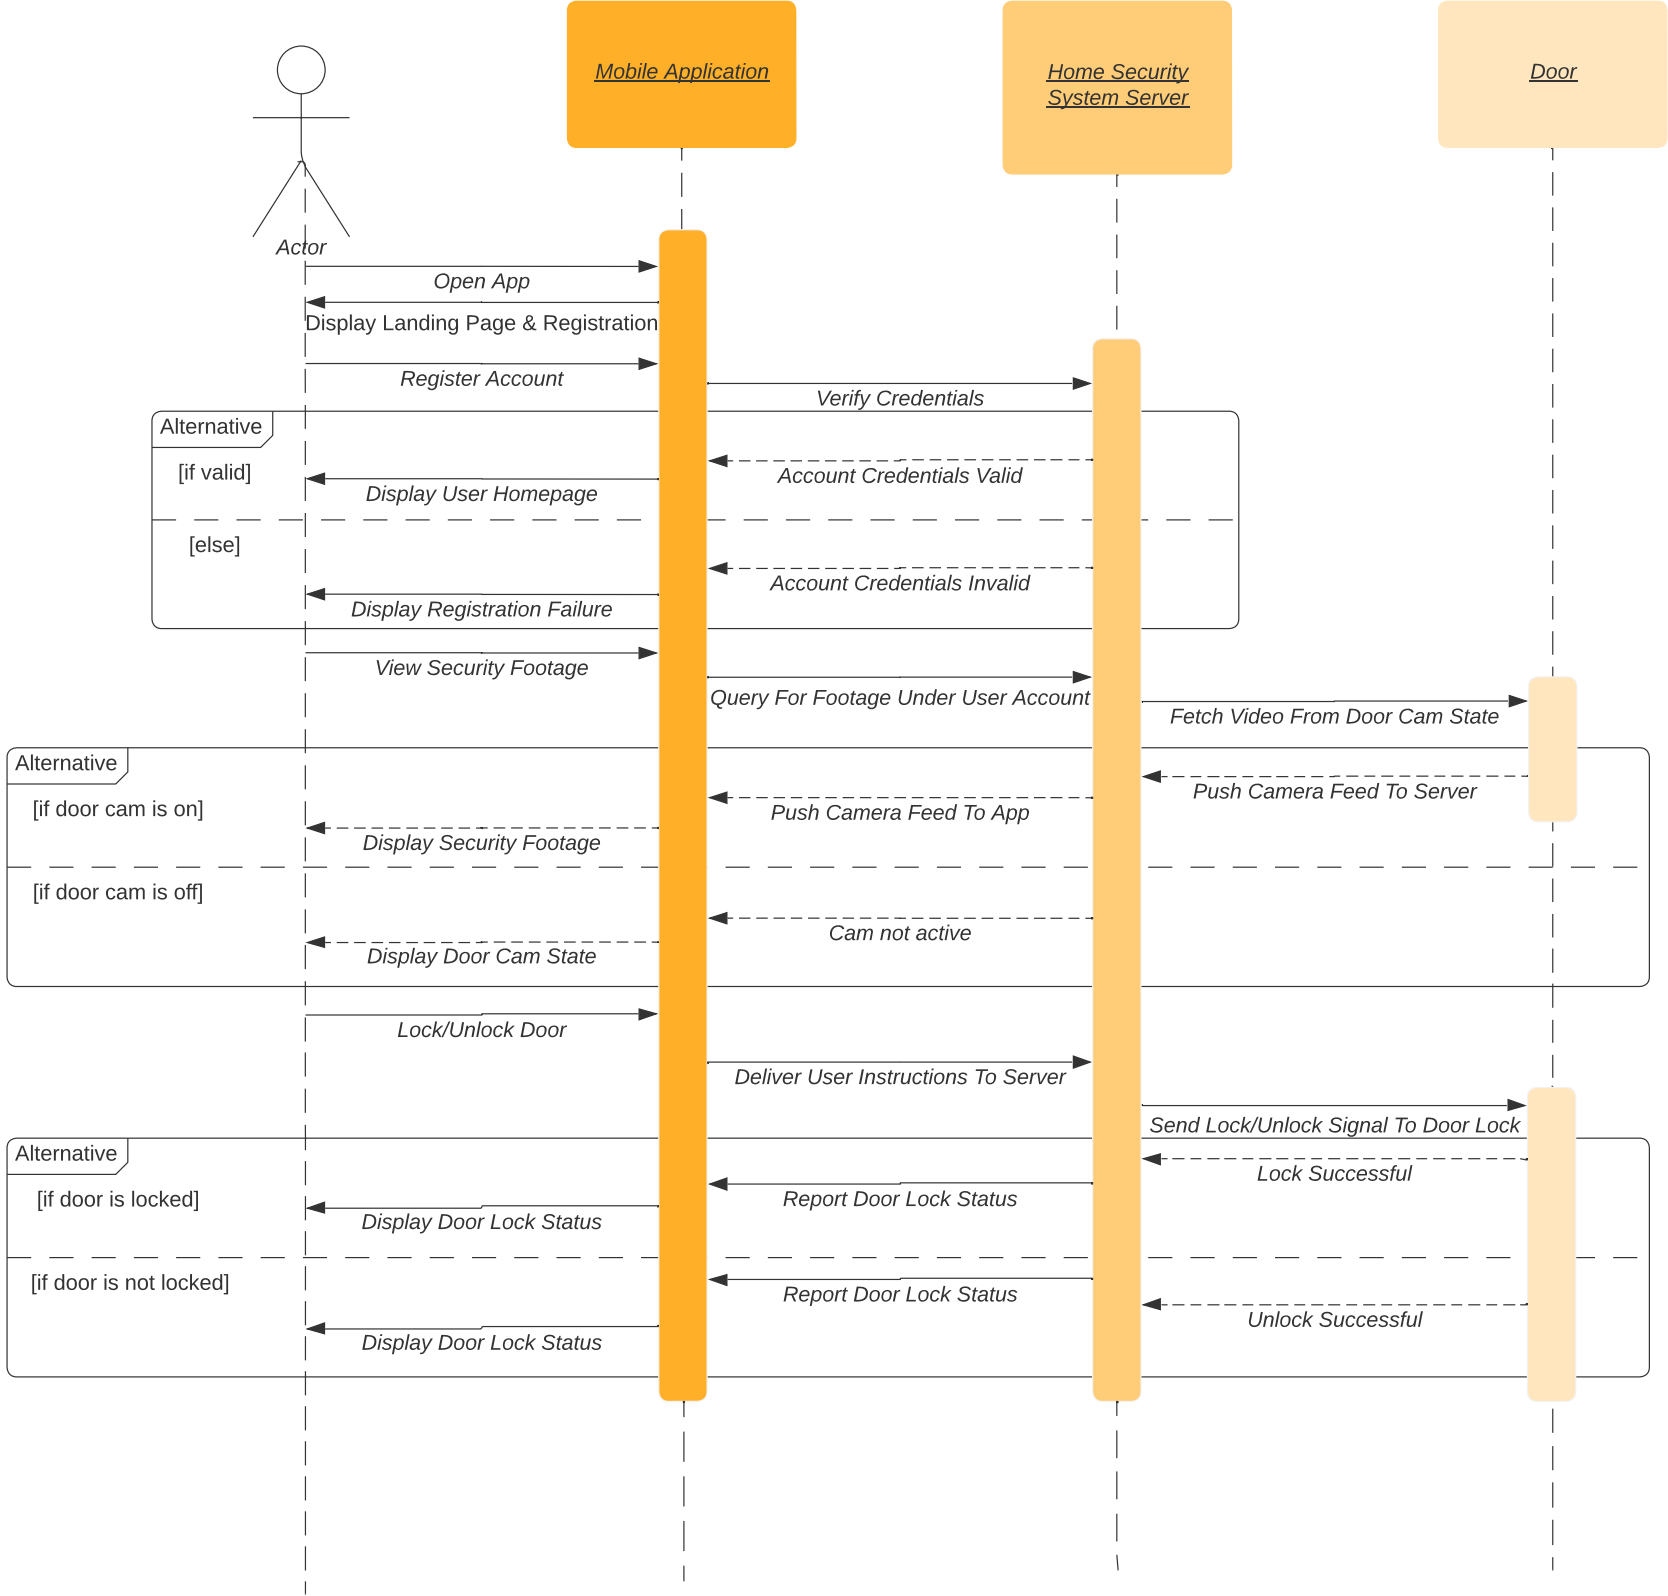 Mobile Application
Home Security
System Server
Door
Actor
Open App
Display Landing Page & Registration
Register Account
Verify Credentials
Alternative
[if valid]
Account Credentials Valid
Display User Homepage
[else]
Account Credentials Invalid
Display Registration Failure
View Security Footage
Query For Footage Under User Account
Fetch Video From Door Cam State
Alternative
Push Camera Feed To Server
[if door cam is on]
Push Camera Feed To App
Display Security Footage
[if door cam is off]
Cam not active
Display Door Cam State
Lock/Unlock Door
Deliver User Instructions To Server
Send Lock/Unlock Signal To Door Lock
Alternative
Lock Successful
[if door is locked]
Report Door Lock Status
Display Door Lock Status
[if door is not locked]
Report Door Lock Status
Unlock Successful
Display Door Lock Status